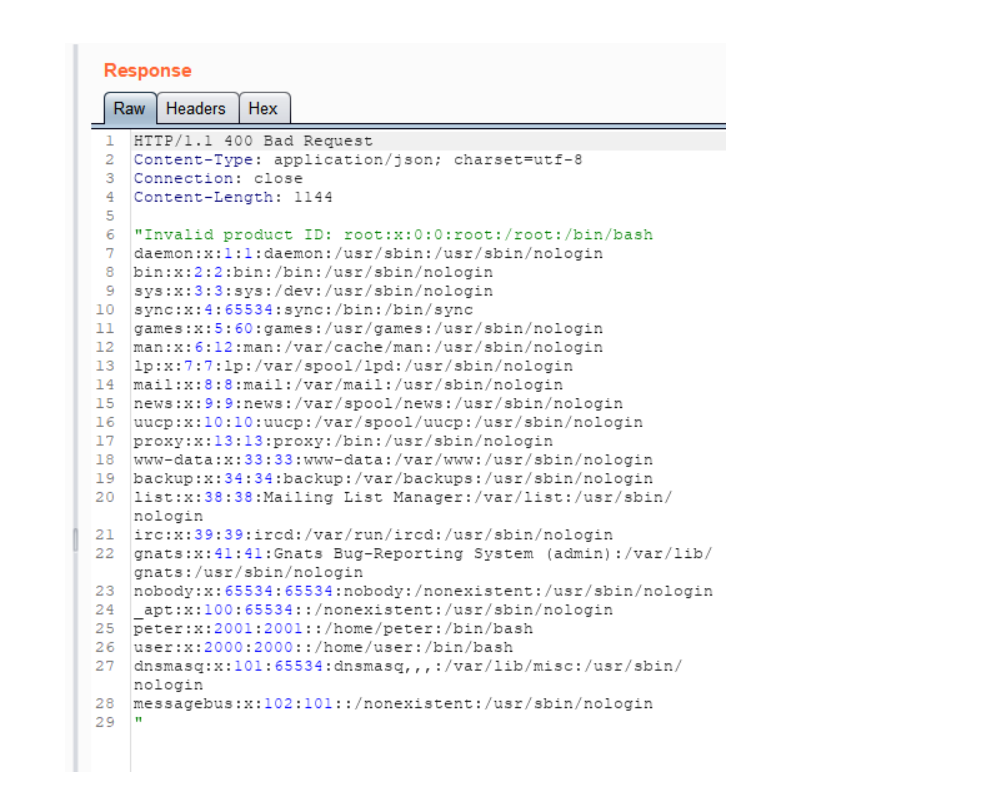 Response
Raw Headers Hex
1 HTTP/1.1 400 Bad Request
2 Content-Type: application/json; charset=utf-8
3 Connection: close
4 Content-Length: 1144
5
6 "Invalid product ID: root:x:0:0:root:/root:/bin/bash
7 daemon:x:1:1:daemon:/usr/sbin:/usr/sbin/nologin
8 bin:x:2:2:bin:/bin:/usr/sbin/nologin
9 sys:x:3:3:sys:/dev:/usr/sbin/nologin
10 sync:x:4:65534:sync:/bin:/bin/sync
11 games:x:5:60:games:/usr/games:/usr/sbin/nologin
12 man:x:6:12:man:/var/cache/man:/usr/sbin/nologin
13 lp:x:7:7:lp:/var/spool/lpd:/usr/sbin/nologin
14 mail:x:8:8:mail:/var/mail:/usr/sbin/nologin
15 news:x:9:9:news:/var/spool/news:/usr/sbin/nologin
16 uucp:x:10:10:uucp:/var/spool/uucp:/usr/sbin/nologin
17 proxy:x:13:13:proxy:/bin:/usr/sbin/nologin
18 www-data:x:33:33:www-data:/var/www:/usr/sbin/nologin
19 backup:x:34:34:backup:/var/backups:/usr/sbin/nologin
20 list:x:38:38:Mailing List Manager:/var/list:/usr/sbin/
nologin
21 irc:x:39:39:ircd:/var/run/ircd:/usr/sbin/nologin
22 gnats:x:41:41:Gnats Bug-Reporting System (admin):/var/lib/
gnats:/usr/sbin/nologin
23 nobody:x:65534:65534:nobody:/nonexistent:/usr/sbin/nologin
24 _apt:x:100:65534::/nonexistent:/usr/sbin/nologin
25 peter:x:2001:2001::/home/peter:/bin/bash
26 user:x:2000:2000::/home/user:/bin/bash
27 dnsmasq:x:101:65534:dnsmasq,,,:/var/lib/misc:/usr/sbin/
nologin
28 messagebus:x:102:101::/nonexistent:/usr/sbin/nologin
29 "